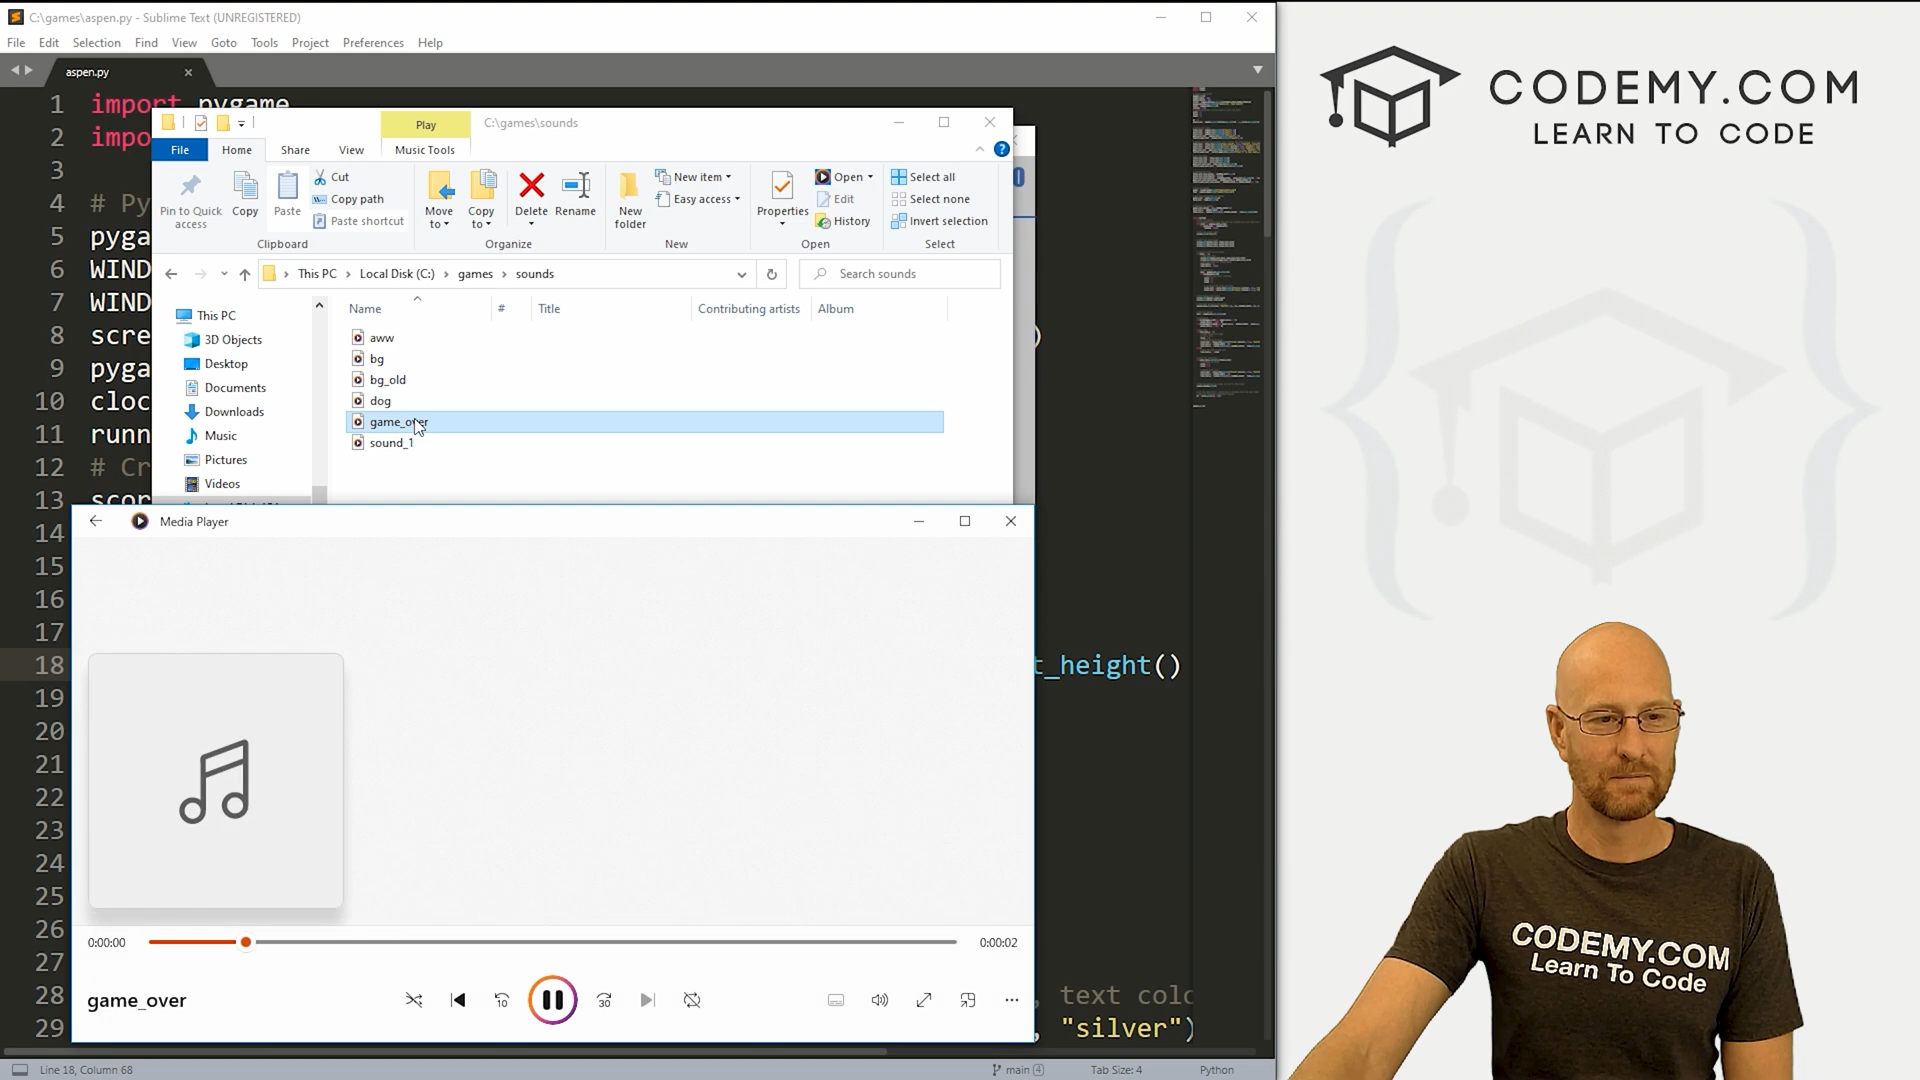 C:\games\aspen.py - Sublime Text (UNREGISTERED)
File Edit Selection Find View Goto Tools Project Preferences Help
aspen.py
1 import pygame
2 impo
3
4 # Py
5 pyga
6 WIND
7 WIND
8 scre
9 pyga
10 cloc
11 runn
12 # Cr
13 scor
14
15
16
17
18 t_height()
19
20
21
22
23
24
25
26
27
28 , text colo
29 , "silver")
Play C:\games\sounds
File Home Share View Music Tools
Pin to Quick access
Copy
Paste
Cut
Copy path
Paste shortcut
Clipboard
Move to
Copy to
Delete
Rename
Organize
New folder
New item
Easy access
New
Properties
Open
Edit
History
Open
Select all
Select none
Invert selection
Select
This PC > Local Disk (C:) > games > sounds
Search sounds
Name # Title Contributing artists Album
This PC
3D Objects
Desktop
Documents
Downloads
Music
Pictures
Videos
aww
bg
bg_old
dog
game_over
sound_1
Media Player
0:00:00
0:00:02
game_over
10
30
Line 18, Column 68
main 4
Tab Size: 4
Python
CODEMY.COM
LEARN TO CODE
CODEMY.COM
Learn To Code